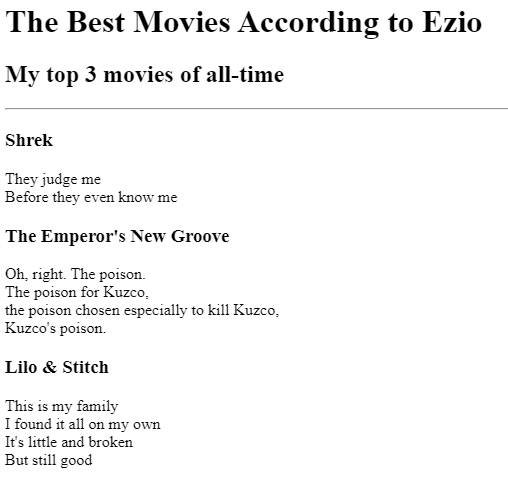 The Best Movies According to Ezio
My top 3 movies of all-time
Shrek
They judge me
Before they even know me
The Emperor's New Groove
Oh, right. The poison.
The poison for Kuzco,
the poison chosen especially to kill Kuzco,
Kuzco's poison.
Lilo & Stitch
This is my family
I found it all on my own
It's little and broken
But still good